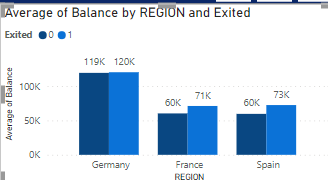 Average of Balance by REGION and Exited
Exited 0 1
119K 120K
71K 73K
60K 60K
100K
50K
0K
Average of Balance
Germany France Spain
REGION